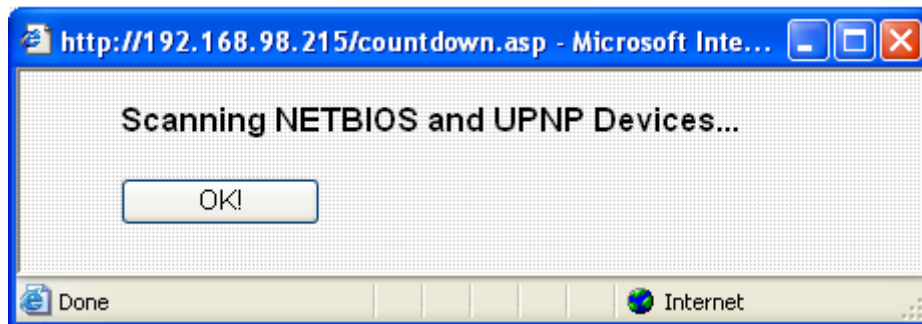 http://192.168.98.215/countdown.asp - Microsoft Inte...
Scanning NETBIOS and UPNP Devices...
OK!
Done
Internet